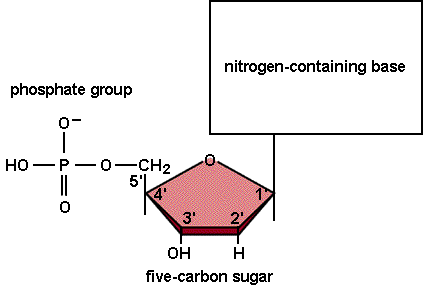 nitrogen-containing base
phosphate group
O−
HO P O CH2
5'
O
O
4' 1'
3' 2'
OH H
five-carbon sugar